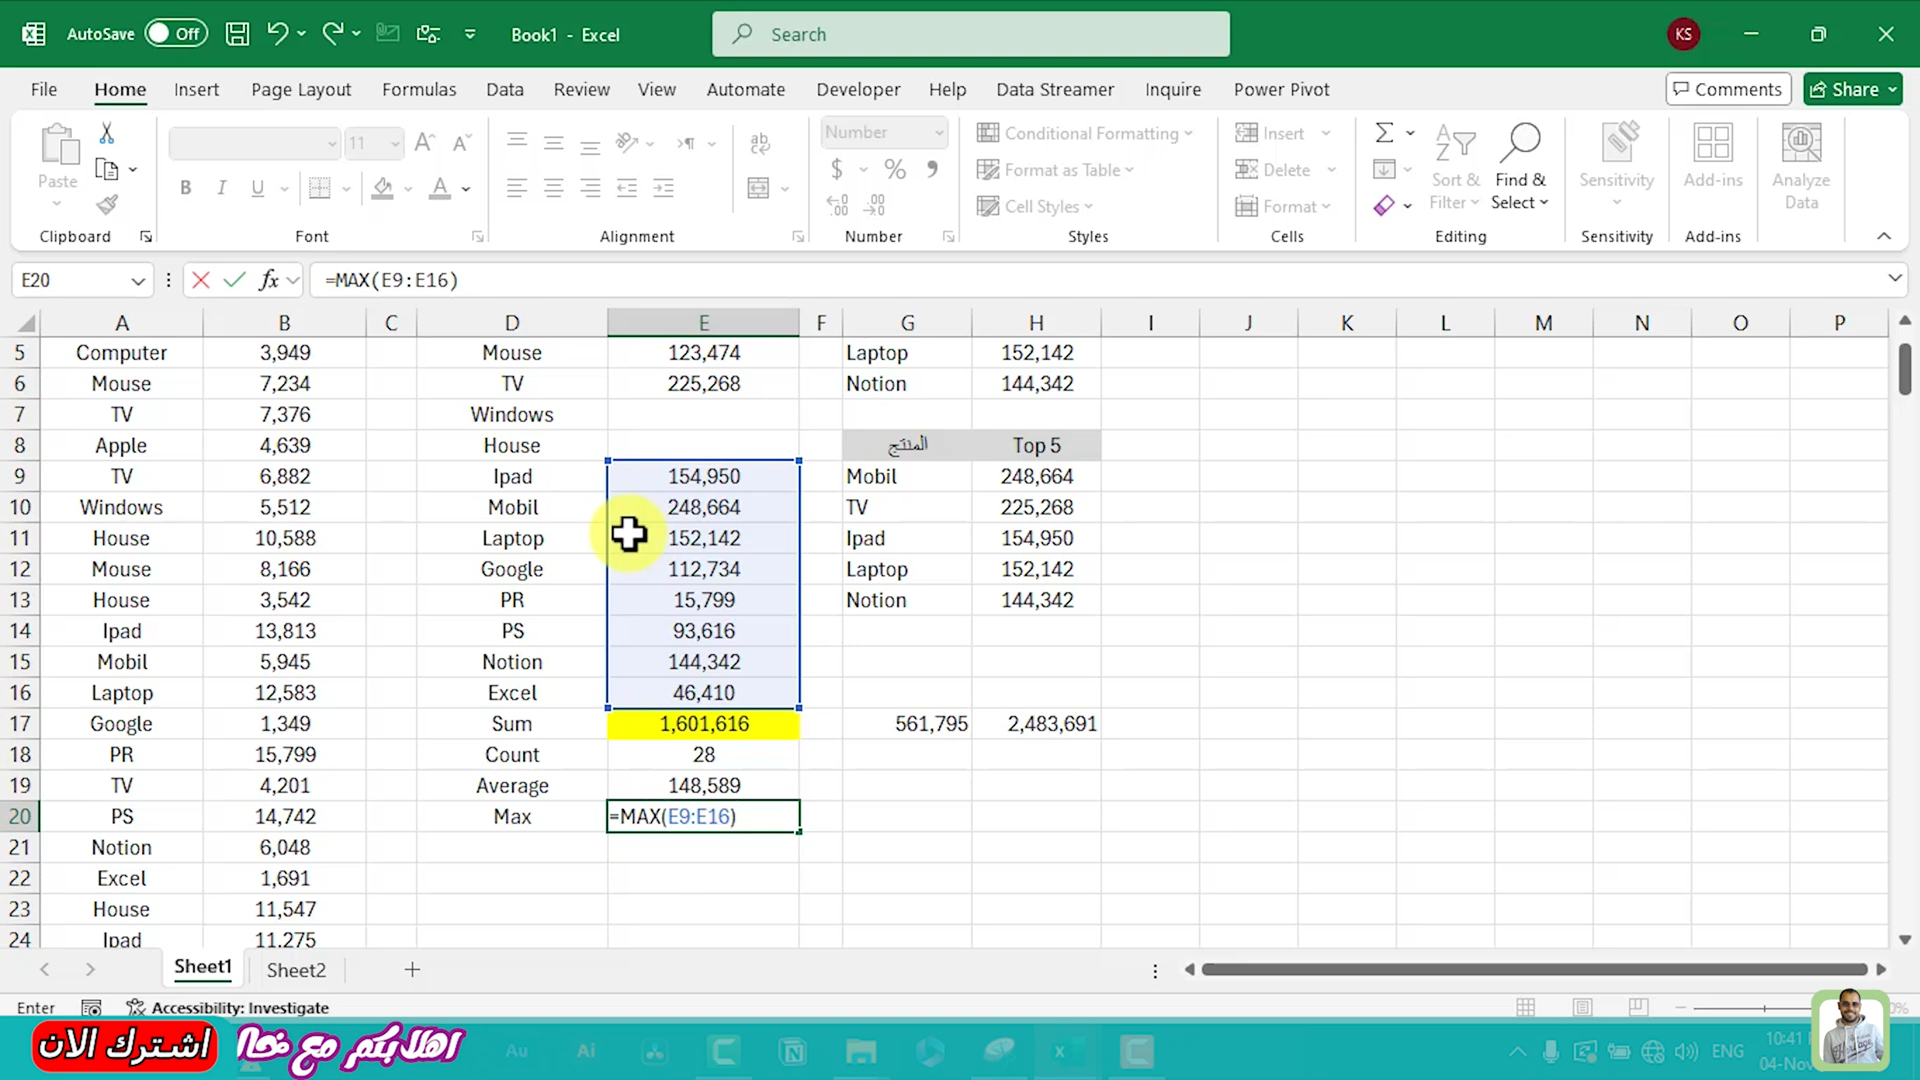 AutoSave Off Book1 - Excel Search KS
File Home Insert Page Layout Formulas Data Review View Automate Developer Help Data Streamer Inquire Power Pivot Comments Share
Paste 11 Number Conditional Formatting Insert Sort & Find & Sensitivity Add-ins Analyze
B I U Format as Table Delete Filter Select Data
Cell Styles Format
Clipboard Font Alignment Number Styles Cells Editing Sensitivity Add-ins
E20 fx =MAX(E9:E16)
A B C D E F G H I J K L M N O P
5 Computer 3,949 Mouse 123,474 Laptop 152,142
6 Mouse 7,234 TV 225,268 Notion 144,342
7 TV 7,376 Windows
8 Apple 4,639 House المنتج Top 5
9 TV 6,882 Ipad 154,950 Mobil 248,664
10 Windows 5,512 Mobil 248,664 TV 225,268
11 House 10,588 Laptop 152,142 Ipad 154,950
12 Mouse 8,166 Google 112,734 Laptop 152,142
13 House 3,542 PR 15,799 Notion 144,342
14 Ipad 13,813 PS 93,616
15 Mobil 5,945 Notion 144,342
16 Laptop 12,583 Excel 46,410
17 Google 1,349 Sum 1,601,616 561,795 2,483,691
18 PR 15,799 Count 28
19 TV 4,201 Average 148,589
20 PS 14,742 Max =MAX(E9:E16)
21 Notion 6,048
22 Excel 1,691
23 House 11,547
24 Ipad 11,275
Sheet1 Sheet2
Enter Accessibility: Investigate
اشترك الان
اهلا بكم مع
Au Ai ENG 10:41
04-Nov